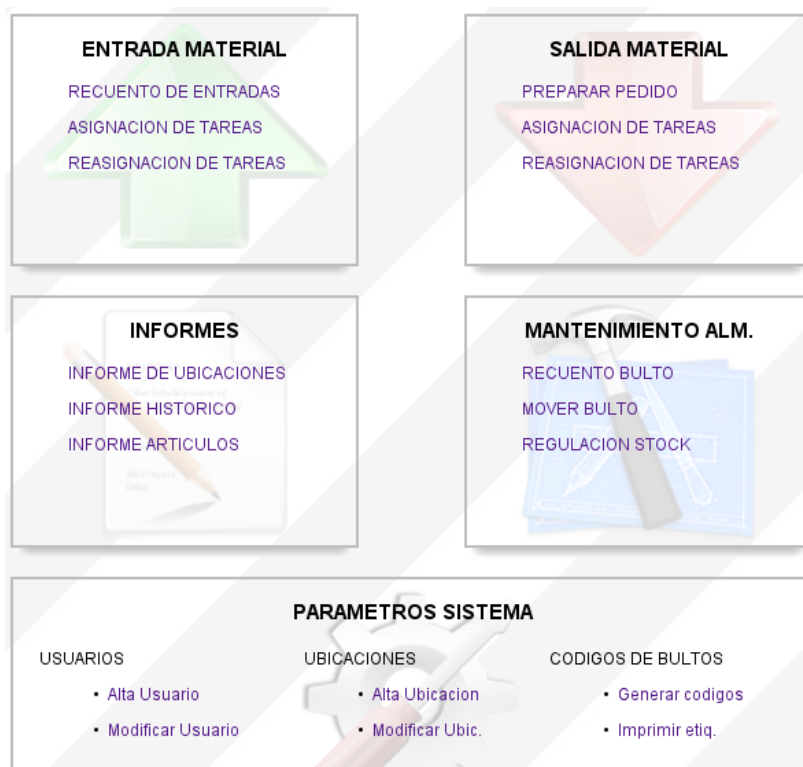 ENTRADA MATERIAL
RECUENTO DE ENTRADAS
ASIGNACION DE TAREAS
REASIGNACION DE TAREAS
SALIDA MATERIAL
PREPARAR PEDIDO
ASIGNACION DE TAREAS
REASIGNACION DE TAREAS
INFORMES
INFORME DE UBICACIONES
INFORME HISTORICO
INFORME ARTICULOS
MANTENIMIENTO ALM.
RECUENTO BULTO
MOVER BULTO
REGULACION STOCK
PARAMETROS SISTEMA
USUARIOS
• Alta Usuario
• Modificar Usuario
UBICACIONES
• Alta Ubicacion
• Modificar Ubic.
CODIGOS DE BULTOS
• Generar codigos
• Imprimir etiq.